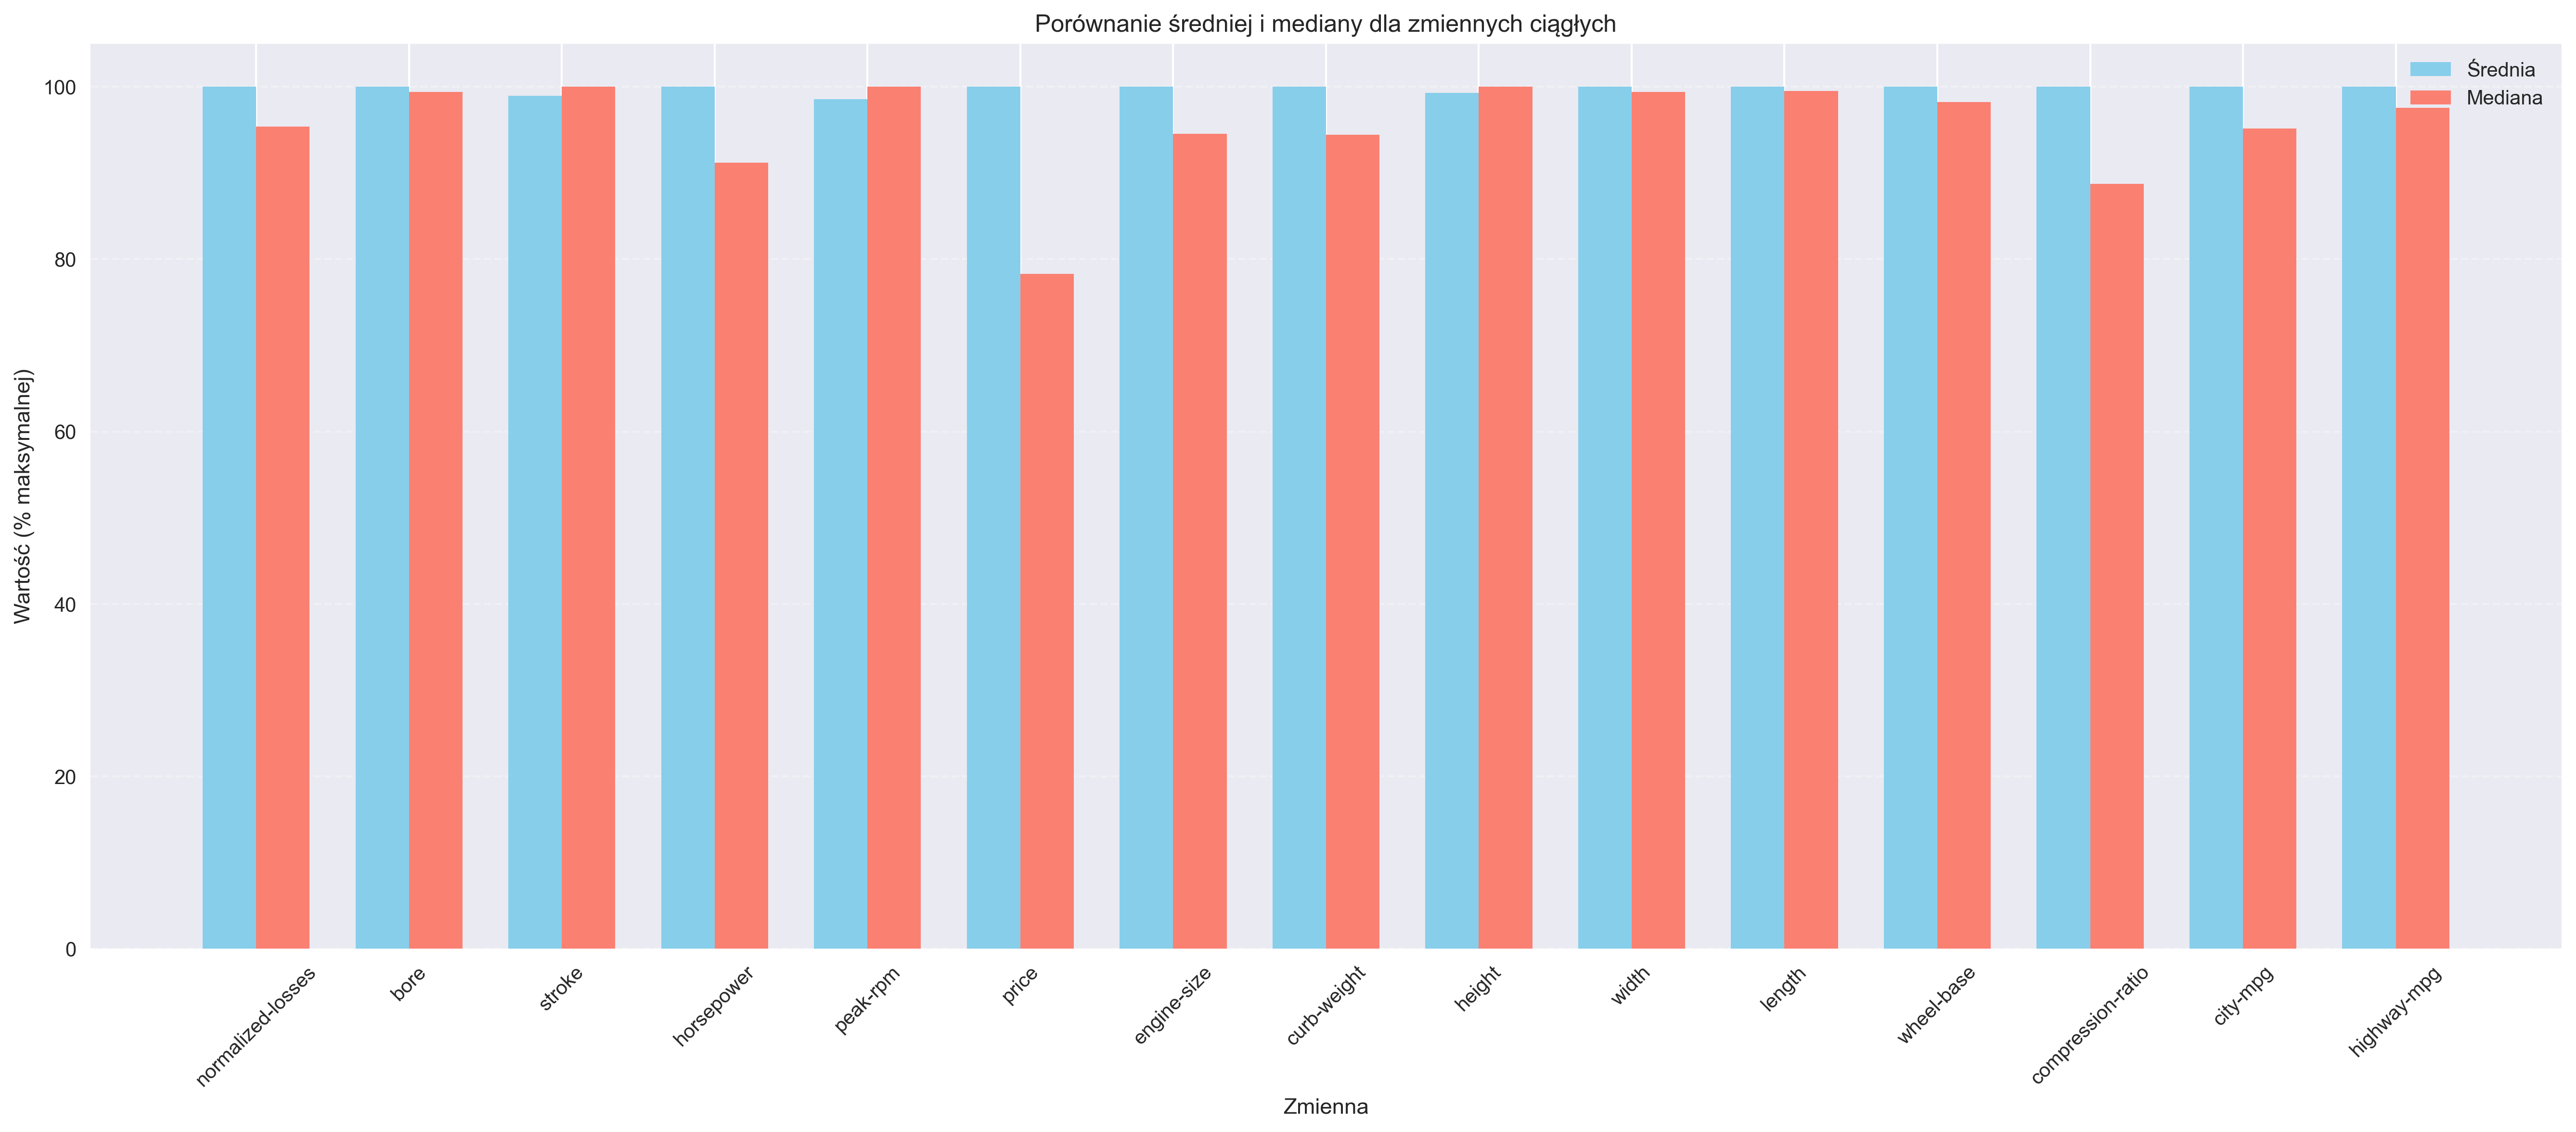 Porównanie średniej i mediany dla zmiennych ciągłych
Średnia
Mediana
Wartość (% maksymalnej)
100
80
60
40
20
0
normalized-losses
bore
stroke
horsepower
peak-rpm
price
engine-size
curb-weight
height
width
length
wheel-base
compression-ratio
city-mpg
highway-mpg
Zmienna